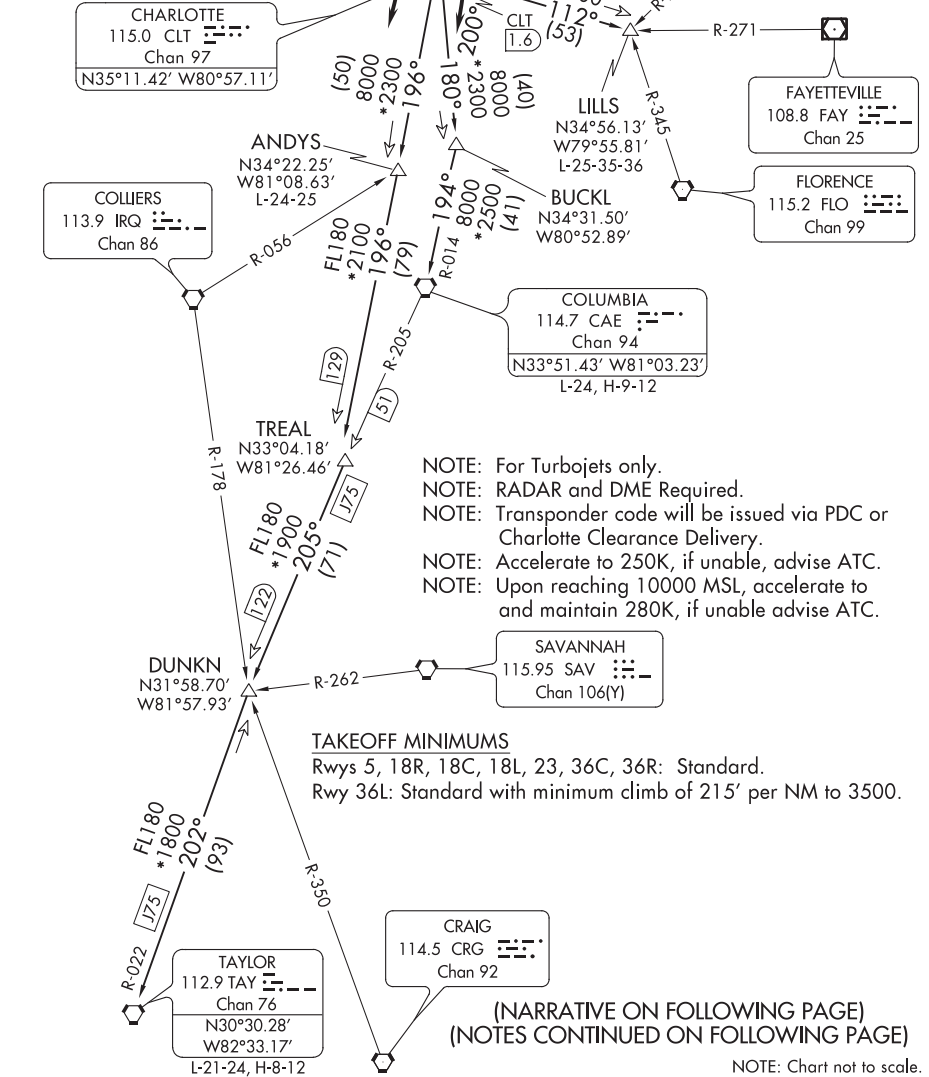 CHARLOTTE
115.0 CLT
Chan 97
N35°11.42' W80°57.11'
(50)
8000
*2300
196°
200°
*2300
8000
(40)
180°
CLT
1.6
112°
(53)
R-271
FAYETTEVILLE
108.8 FAY
Chan 25
LILLS
N34°56.13'
W79°55.81'
L-25-35-36
R-345
FLORENCE
115.2 FLO
Chan 99
ANDYS
N34°22.25'
W81°08.63'
L-24-25
BUCKL
N34°31.50'
W80°52.89'
COLLIERS
113.9 IRQ
Chan 86
R-056
FL180
*2100
196°
(79)
194°
8000
*2500
(41)
R-014
COLUMBIA
114.7 CAE
Chan 94
N33°51.43' W81°03.23'
L-24, H-9-12
R-205
129
51
R-178
TREAL
N33°04.18'
W81°26.46'
J75
FL180
*1900
205°
(71)
122
NOTE: For Turbojets only.
NOTE: RADAR and DME Required.
NOTE: Transponder code will be issued via PDC or
Charlotte Clearance Delivery.
NOTE: Accelerate to 250K, if unable, advise ATC.
NOTE: Upon reaching 10000 MSL, accelerate to
and maintain 280K, if unable advise ATC.
DUNKN
N31°58.70'
W81°57.93'
R-262
SAVANNAH
115.95 SAV
Chan 106(Y)
TAKEOFF MINIMUMS
Rwys 5, 18R, 18C, 18L, 23, 36C, 36R: Standard.
Rwy 36L: Standard with minimum climb of 215' per NM to 3500.
FL180
*1800
202°
(93)
J75
R-022
R-350
TAYLOR
112.9 TAY
Chan 76
N30°30.28'
W82°33.17'
L-21-24, H-8-12
CRAIG
114.5 CRG
Chan 92
(NARRATIVE ON FOLLOWING PAGE)
(NOTES CONTINUED ON FOLLOWING PAGE)
NOTE: Chart not to scale.